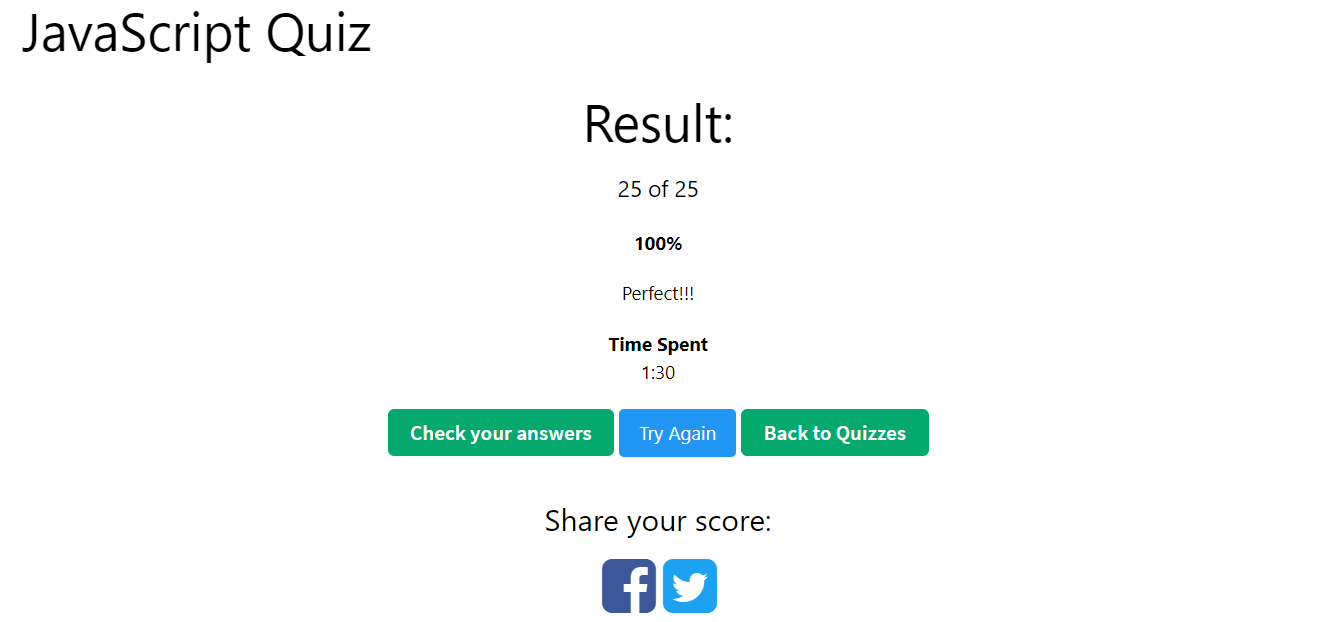 JavaScript Quiz
Result:
25 of 25
100%
Perfect!!!
Time Spent
1:30
Check your answers Try Again Back to Quizzes
Share your score: